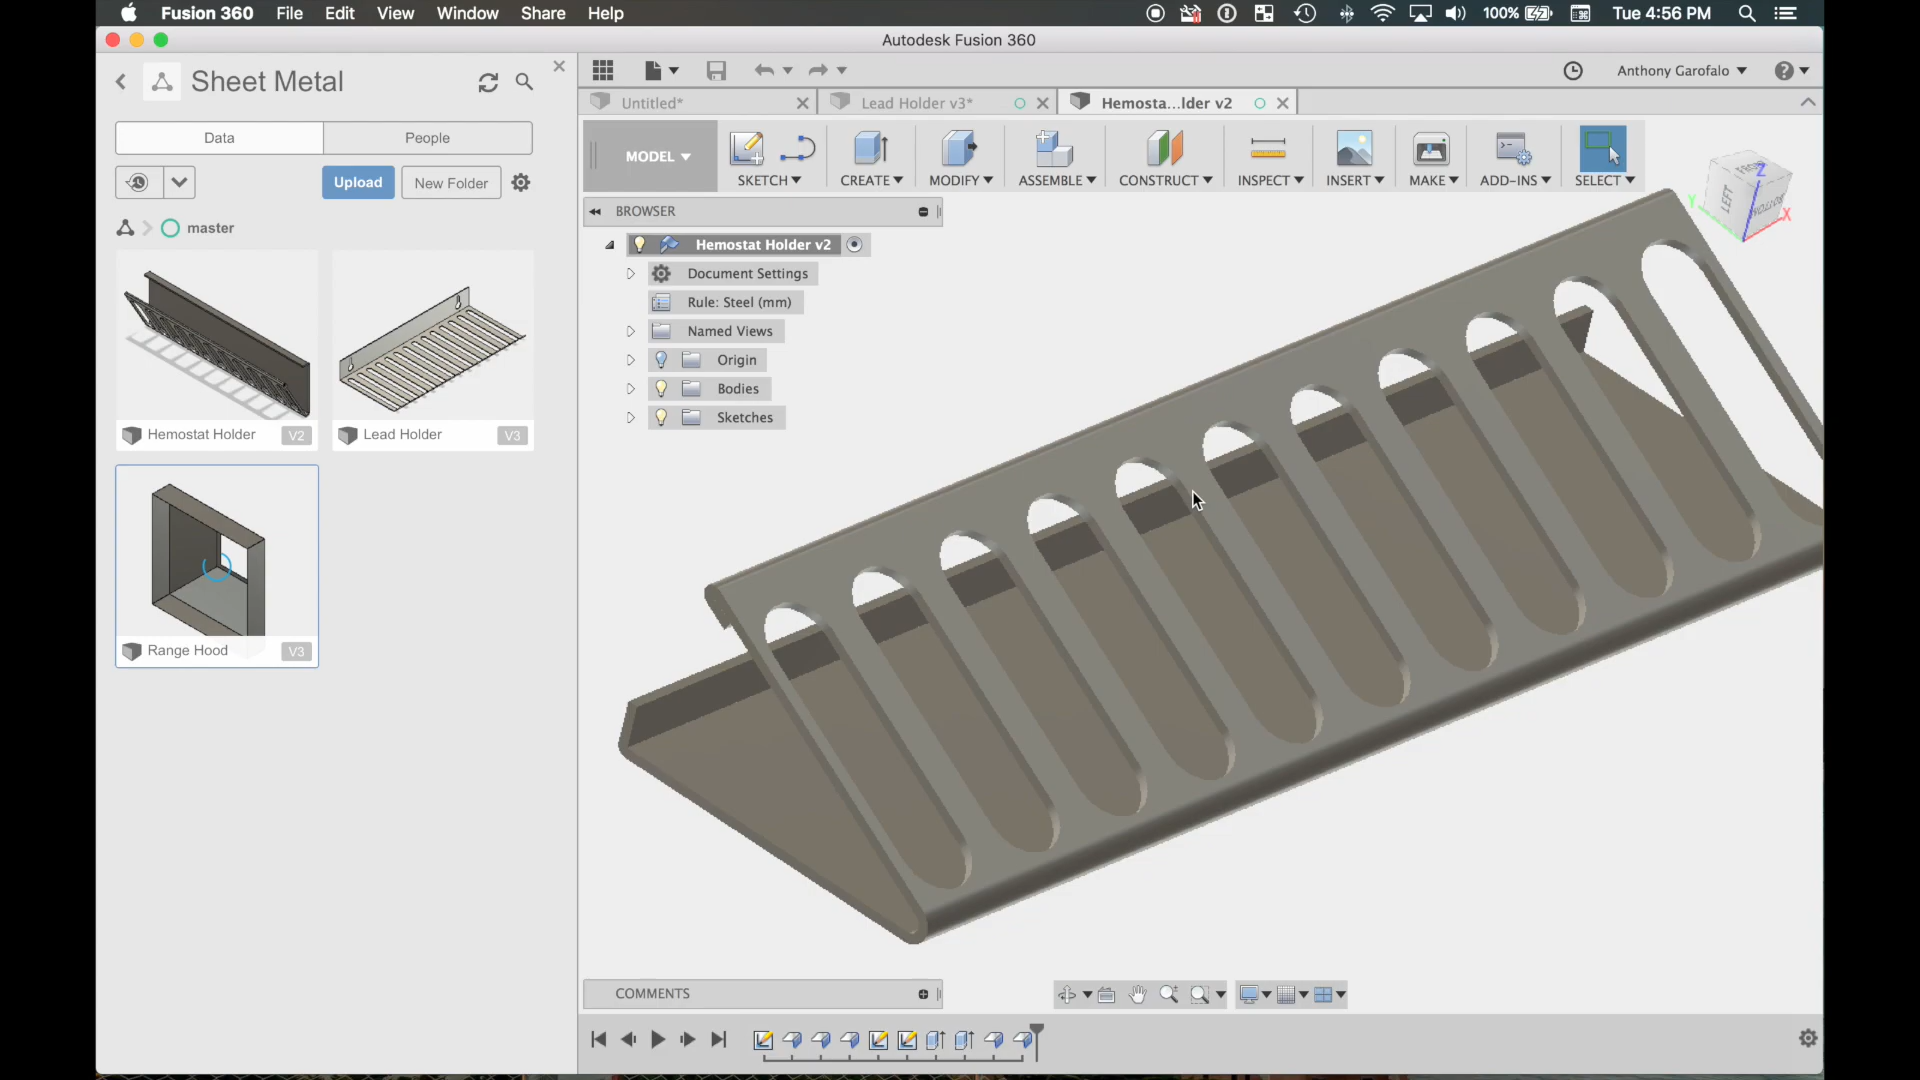 Fusion 360 File Edit View Window Share Help 100% Tue 4:56 PM
Autodesk Fusion 360
Sheet Metal
Anthony Garofalo
Untitled* Lead Holder v3* Hemosta...lder v2
Data People
MODEL SKETCH CREATE MODIFY ASSEMBLE CONSTRUCT INSPECT INSERT MAKE ADD-INS SELECT
Upload New Folder
BROWSER
master
Hemostat Holder v2
Document Settings
Rule: Steel (mm)
Named Views
Origin
Bodies
Sketches
Hemostat Holder V2 Lead Holder V3
Range Hood V3
LEFT FRONT BOTTOM
Z
Y
X
COMMENTS